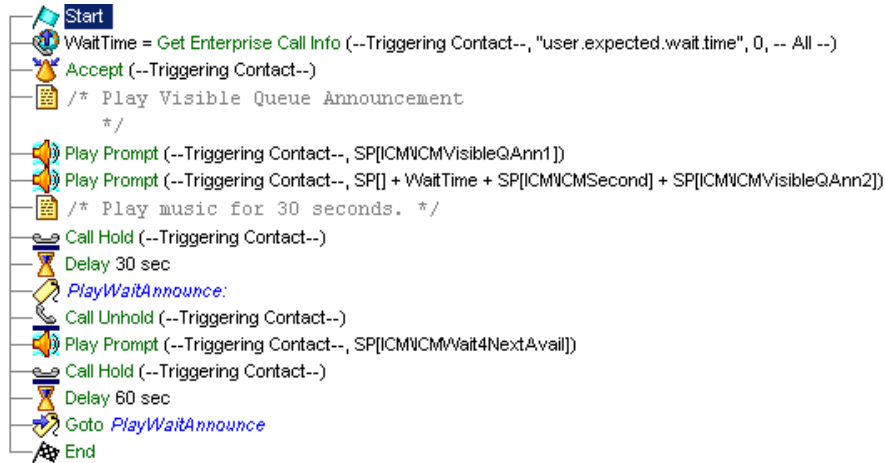 Start
WaitTime = Get Enterprise Call Info (--Triggering Contact--, "user.expected.wait.time", 0, -- All --)
Accept (--Triggering Contact--)
/* Play Visible Queue Announcement
*/
Play Prompt (--Triggering Contact--, SP[ICM\ICMVisibleQAnn1])
Play Prompt (--Triggering Contact--, SP[] + WaitTime + SP[ICM\ICMSecond] + SP[ICM\ICMVisibleQAnn2])
/* Play music for 30 seconds. */
Call Hold (--Triggering Contact--)
Delay 30 sec
PlayWaitAnnounce:
Call Unhold (--Triggering Contact--)
Play Prompt (--Triggering Contact--, SP[ICM\ICMWait4NextAvail])
Call Hold (--Triggering Contact--)
Delay 60 sec
Goto PlayWaitAnnounce
End